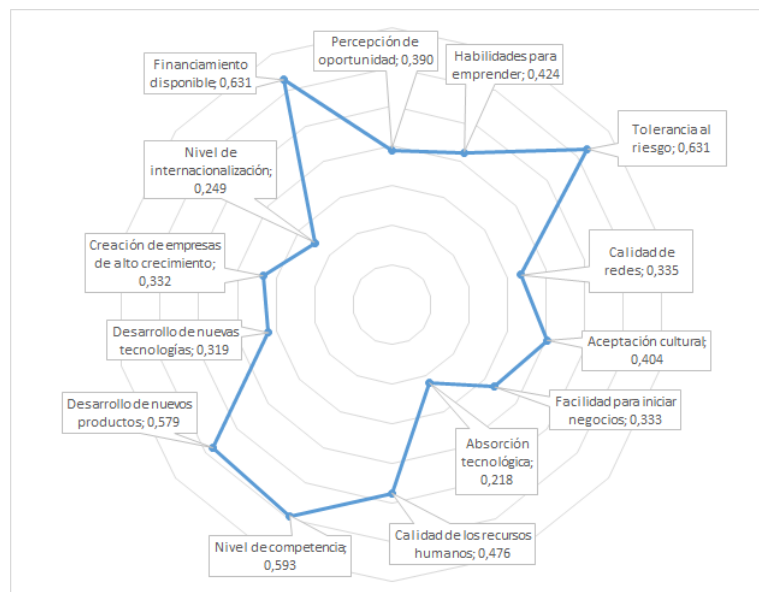 Percepción de
oportunidad; 0,390
Habilidades para
emprender; 0,424
Tolerancia al
riesgo; 0,631
Calidad de
redes; 0,335
Aceptación cultural;
0,404
Facilidad para iniciar
negocios; 0,333
Absorción
tecnológica;
0,218
Calidad de los recursos
humanos; 0,476
Nivel de competencia;
0,593
Desarrollo de nuevos
productos; 0,579
Desarrollo de nuevas
tecnologías; 0,319
Creación de empresas
de alto crecimiento;
0,332
Nivel de
internacionalización;
0,249
Financiamiento
disponible; 0,631